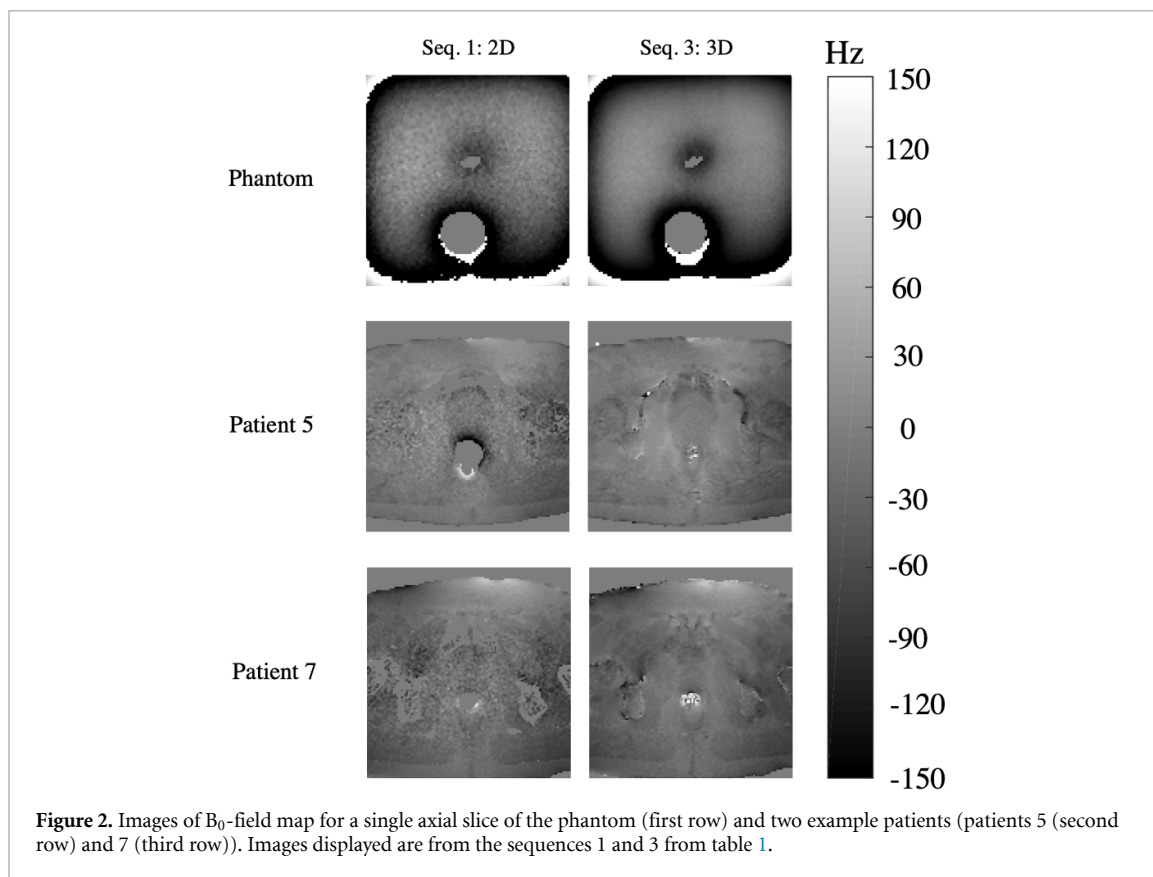 Seq. 1: 2D
Seq. 3: 3D
Hz
Phantom
Patient 5
Patient 7
150
120
90
60
30
0
-30
-60
-90
-120
-150
Figure 2. Images of B₀-field map for a single axial slice of the phantom (first row) and two example patients (patients 5 (second
row) and 7 (third row)). Images displayed are from the sequences 1 and 3 from table 1.